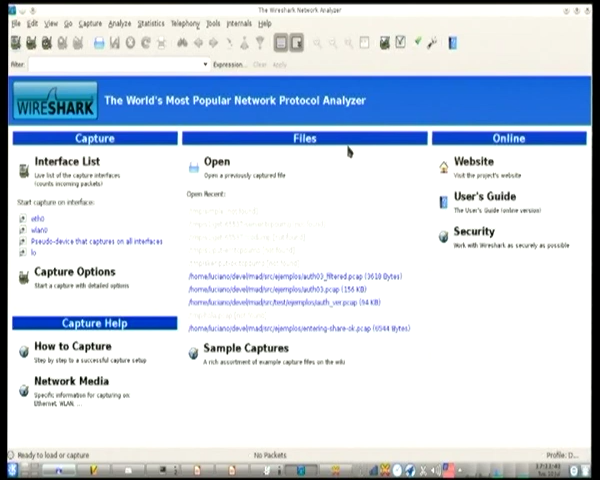 The Wireshark Network Analyzer
File Edit View Go Capture Analyze Statistics Telephony Tools Internals Help
Filter: Expression... Clear Apply
WIRESHARK The World's Most Popular Network Protocol Analyzer
Capture
Interface List
Live list of the capture interfaces
(counts incoming packets)
Start capture on interface:
eth0
wlan0
Pseudo-device that captures on all interfaces
lo
Capture Options
Start a capture with detailed options
Capture Help
How to Capture
Step by step to a successful capture setup
Network Media
Specific information for capturing on
Ethernet, WLAN, ...
Files
Open
Open a previously captured file
Open Recent:
/home/luciano/devel/mad/src/ejemplos/auth03_filtered.pcap (3618 Bytes)
/home/luciano/devel/mad/src/ejemplos/auth03.pcap (156 KB)
/home/luciano/devel/mad/src/test/ejemplos/auth_ver.pcap (94 KB)
/home/luciano/devel/mad/src/ejemplos/entering-share-ok.pcap (6544 Bytes)
Sample Captures
A rich assortment of example capture files on the wiki
Online
Website
Visit the project's website
User's Guide
The User's Guide (online version)
Security
Work with Wireshark as securely as possible
Ready to load or capture
No Packets
Profile: D...